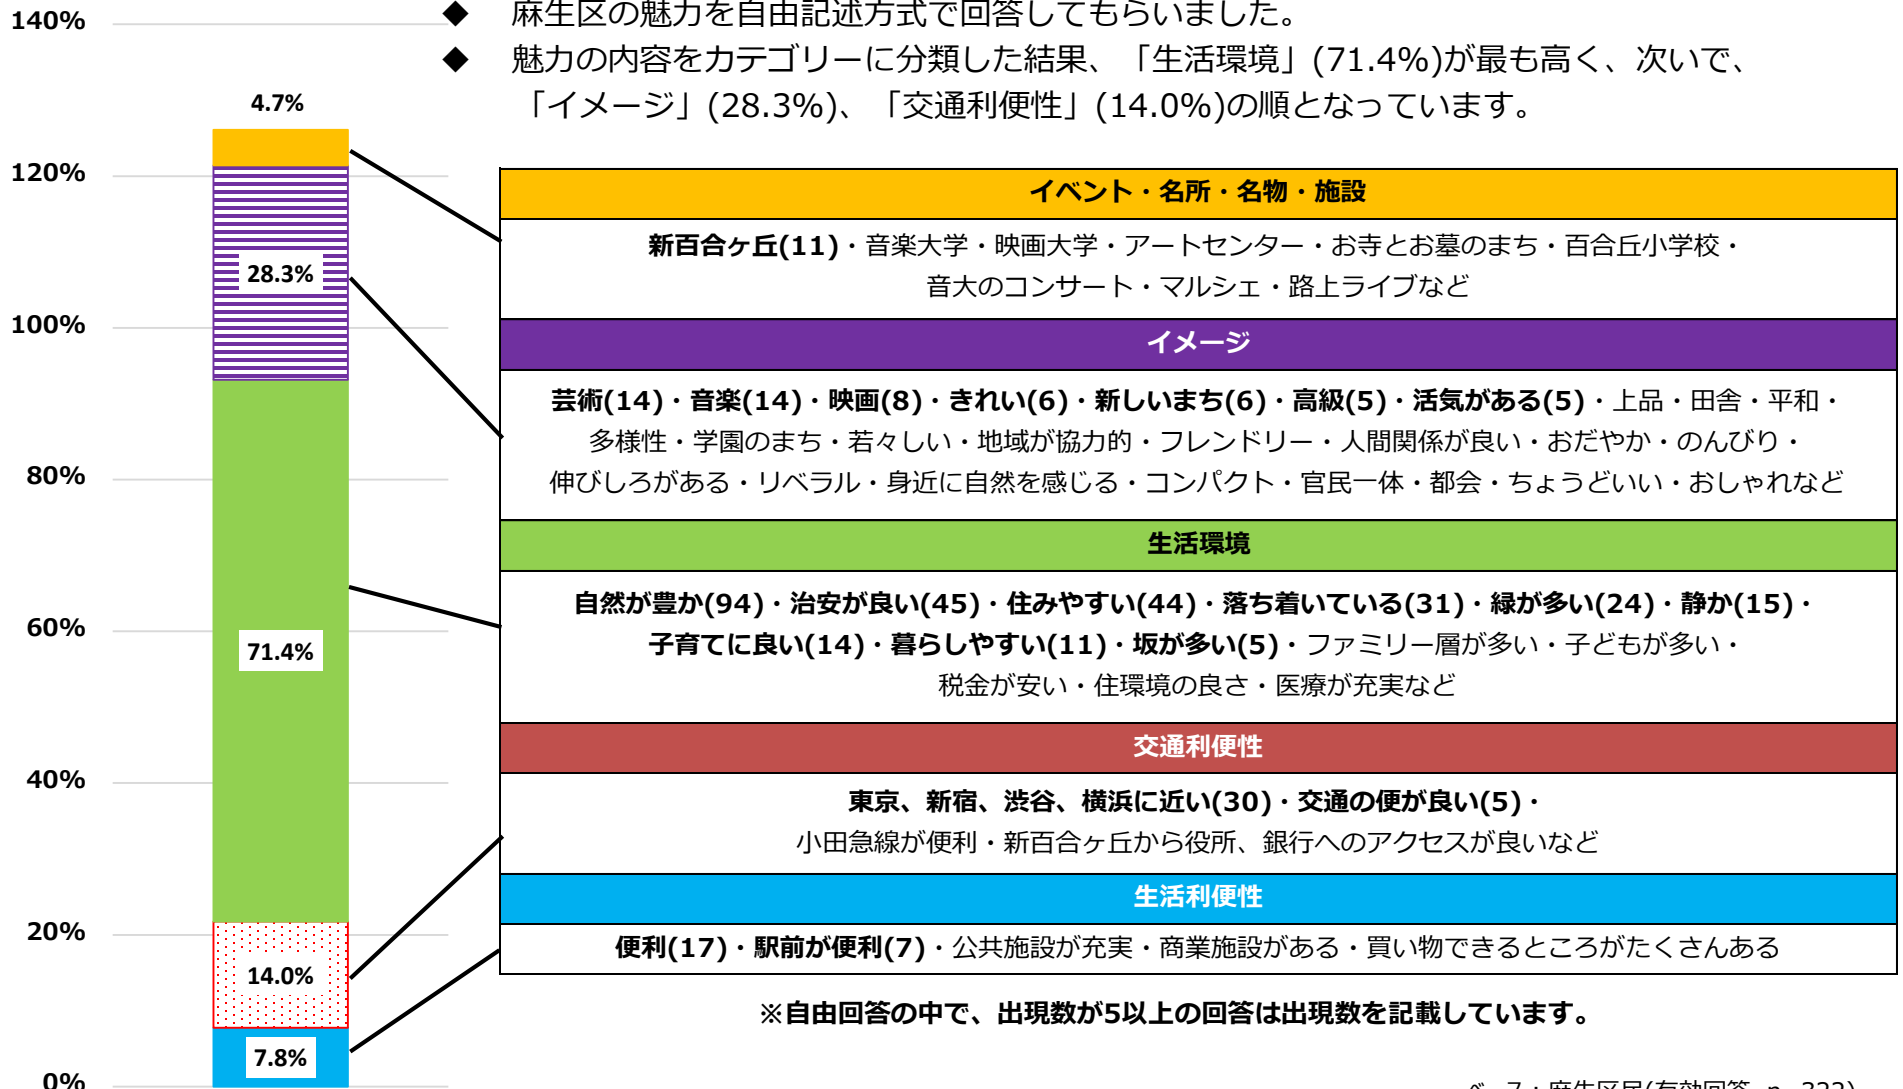 ◆ 麻生区の魅力を自由記述方式で回答してもらいました。
◆ 魅力の内容をカテゴリーに分類した結果、「生活環境」(71.4%)が最も高く、次いで、
「イメージ」(28.3%)、「交通利便性」(14.0%)の順となっています。
140%
120%
100%
80%
60%
40%
20%
0%
4.7%
28.3%
71.4%
14.0%
7.8%
イベント・名所・名物・施設
新百合ヶ丘(11)・音楽大学・映画大学・アートセンター・お寺とお墓のまち・百合丘小学校・
音大のコンサート・マルシェ・路上ライブなど
イメージ
芸術(14)・音楽(14)・映画(8)・きれい(6)・新しいまち(6)・高級(5)・活気がある(5)・上品・田舎・平和・
多様性・学園のまち・若々しい・地域が協力的・フレンドリー・人間関係が良い・おだやか・のんびり・
伸びしろがある・リベラル・身近に自然を感じる・コンパクト・官民一体・都会・ちょうどいい・おしゃれなど
生活環境
自然が豊か(94)・治安が良い(45)・住みやすい(44)・落ち着いている(31)・緑が多い(24)・静か(15)・
子育てに良い(14)・暮らしやすい(11)・坂が多い(5)・ファミリー層が多い・子どもが多い・
税金が安い・住環境の良さ・医療が充実など
交通利便性
東京、新宿、渋谷、横浜に近い(30)・交通の便が良い(5)・
小田急線が便利・新百合ヶ丘から役所、銀行へのアクセスが良いなど
生活利便性
便利(17)・駅前が便利(7)・公共施設が充実・商業施設がある・買い物できるところがたくさんある
※自由回答の中で、出現数が5以上の回答は出現数を記載しています。
ベース：麻生区民(有効回答 n=322)